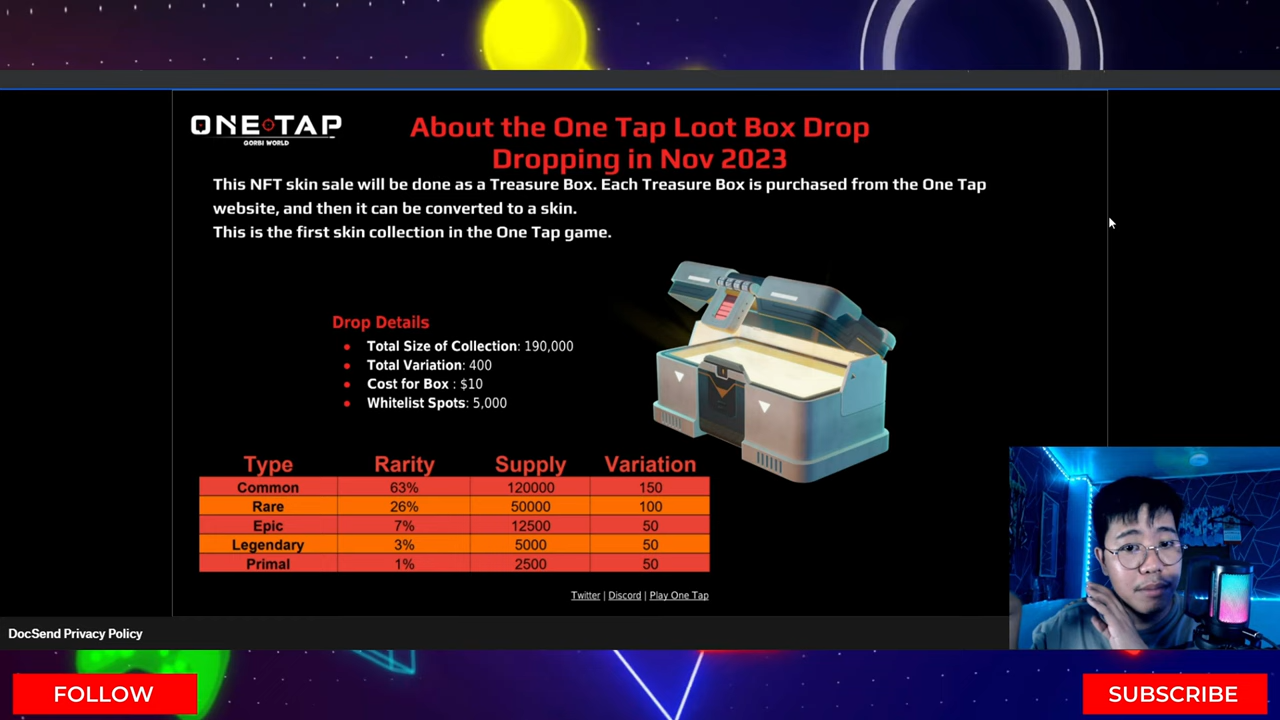 ONE TAP
GORBI WORLD
About the One Tap Loot Box Drop
Dropping in Nov 2023
This NFT skin sale will be done as a Treasure Box. Each Treasure Box is purchased from the One Tap
website, and then it can be converted to a skin.
This is the first skin collection in the One Tap game.
Drop Details
● Total Size of Collection: 190,000
● Total Variation: 400
● Cost for Box : $10
● Whitelist Spots: 5,000
Type Rarity Supply Variation
Common 63% 120000 150
Rare 26% 50000 100
Epic 7% 12500 50
Legendary 3% 5000 50
Primal 1% 2500 50
Twitter | Discord | Play One Tap
DocSend Privacy Policy
FOLLOW
SUBSCRIBE